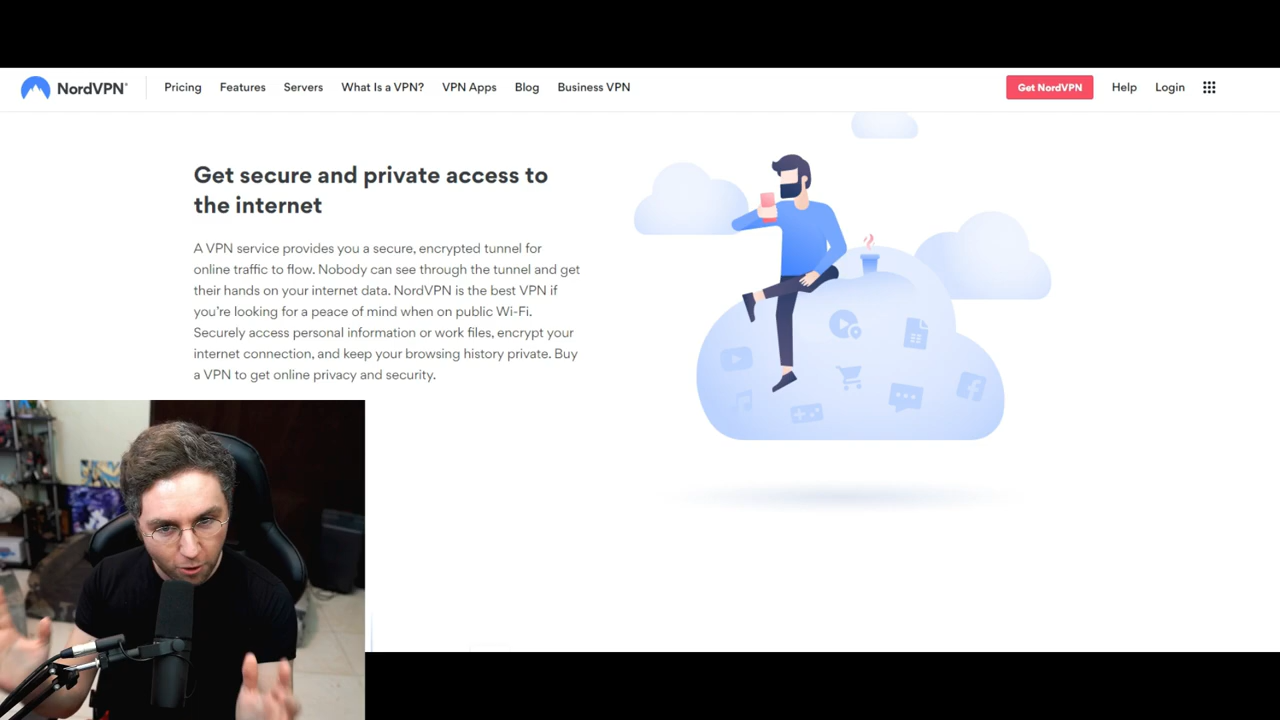 NordVPN®
Pricing
Features
Servers
What Is a VPN?
VPN Apps
Blog
Business VPN
Get NordVPN
Help
Login
Get secure and private access to
the internet
A VPN service provides you a secure, encrypted tunnel for
online traffic to flow. Nobody can see through the tunnel and get
their hands on your internet data. NordVPN is the best VPN if
you're looking for a peace of mind when on public Wi-Fi.
Securely access personal information or work files, encrypt your
internet connection, and keep your browsing history private. Buy
a VPN to get online privacy and security.